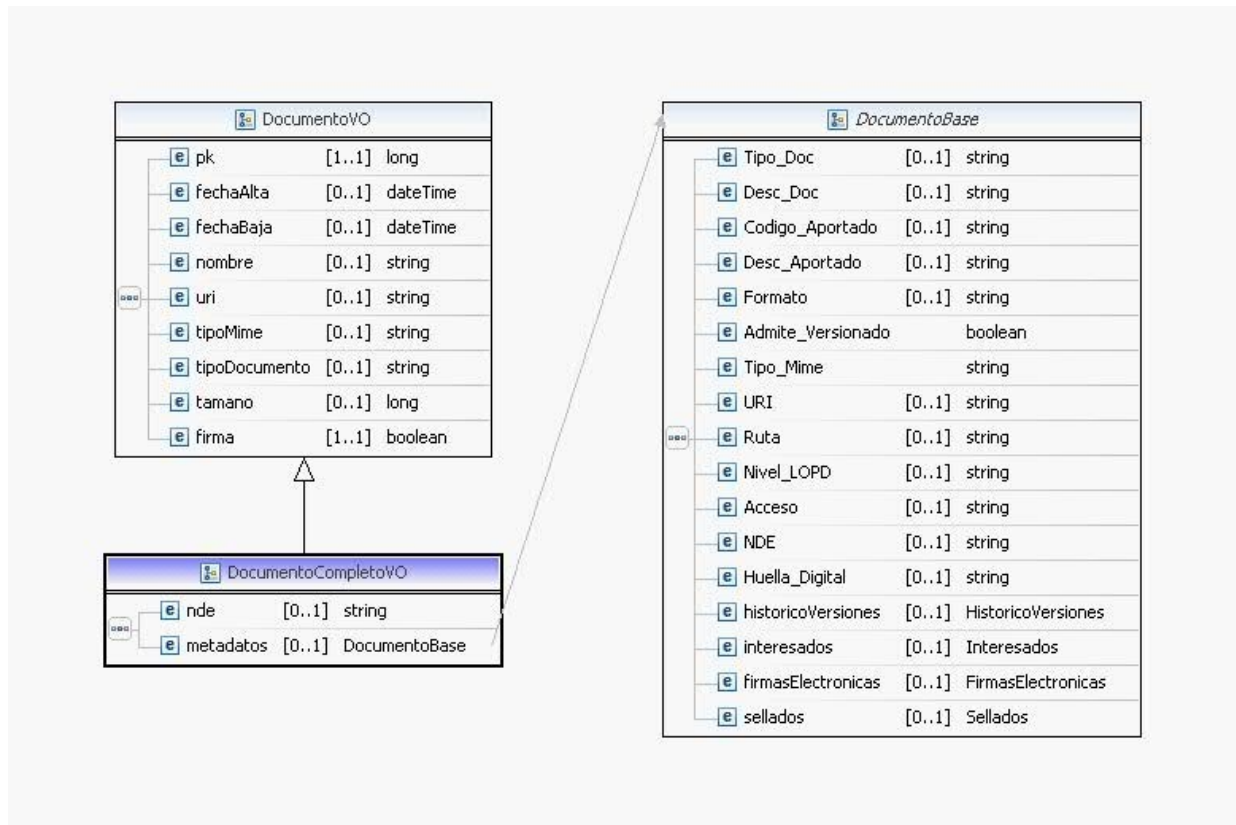 DocumentoVO
e pk [1..1] long
e fechaAlta [0..1] dateTime
e fechaBaja [0..1] dateTime
e nombre [0..1] string
e uri [0..1] string
e tipoMime [0..1] string
e tipoDocumento [0..1] string
e tamano [0..1] long
e firma [1..1] boolean
DocumentoCompletoVO
e nde [0..1] string
e metadatos [0..1] DocumentoBase
DocumentoBase
e Tipo_Doc [0..1] string
e Desc_Doc [0..1] string
e Codigo_Aportado [0..1] string
e Desc_Aportado [0..1] string
e Formato [0..1] string
e Admite_Versionado boolean
e Tipo_Mime string
e URI [0..1] string
e Ruta [0..1] string
e Nivel_LOPD [0..1] string
e Acceso [0..1] string
e NDE [0..1] string
e Huella_Digital [0..1] string
e historicoVersiones [0..1] HistoricoVersiones
e interesados [0..1] Interesados
e firmasElectronicas [0..1] FirmasElectronicas
e sellados [0..1] Sellados